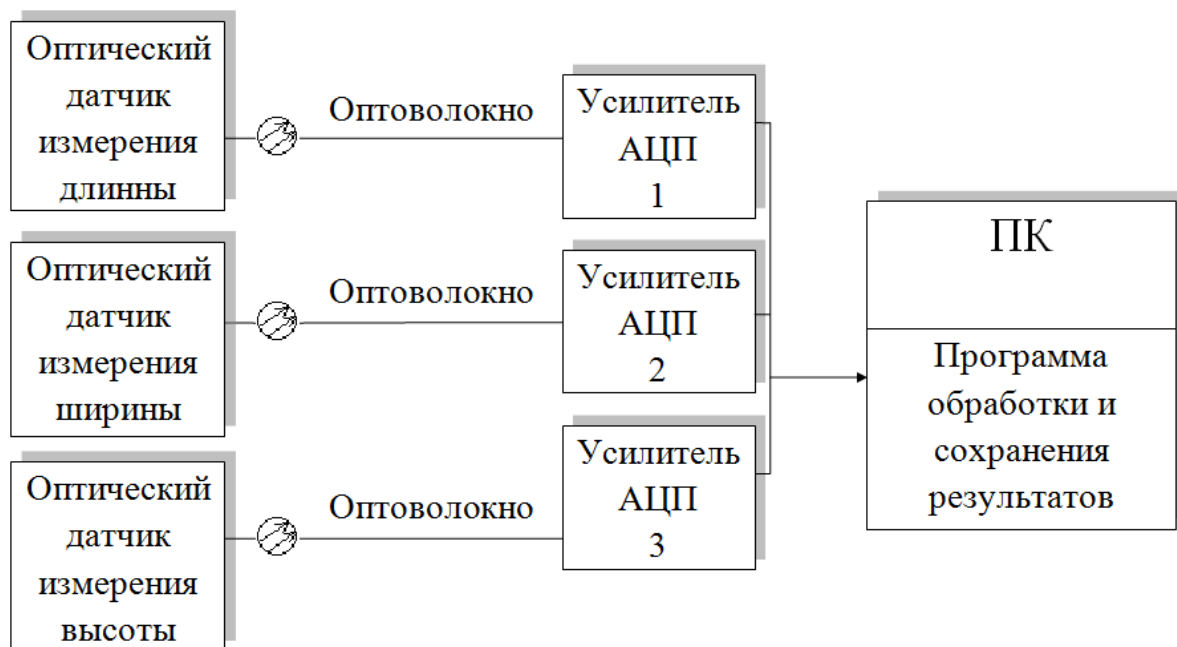 Оптический
датчик
измерения
длинны
Оптоволокно
Усилитель
АЦП
1
Оптический
датчик
измерения
ширины
Оптоволокно
Усилитель
АЦП
2
Оптический
датчик
измерения
высоты
Оптоволокно
Усилитель
АЦП
3
ПК
Программа
обработки и
сохранения
результатов